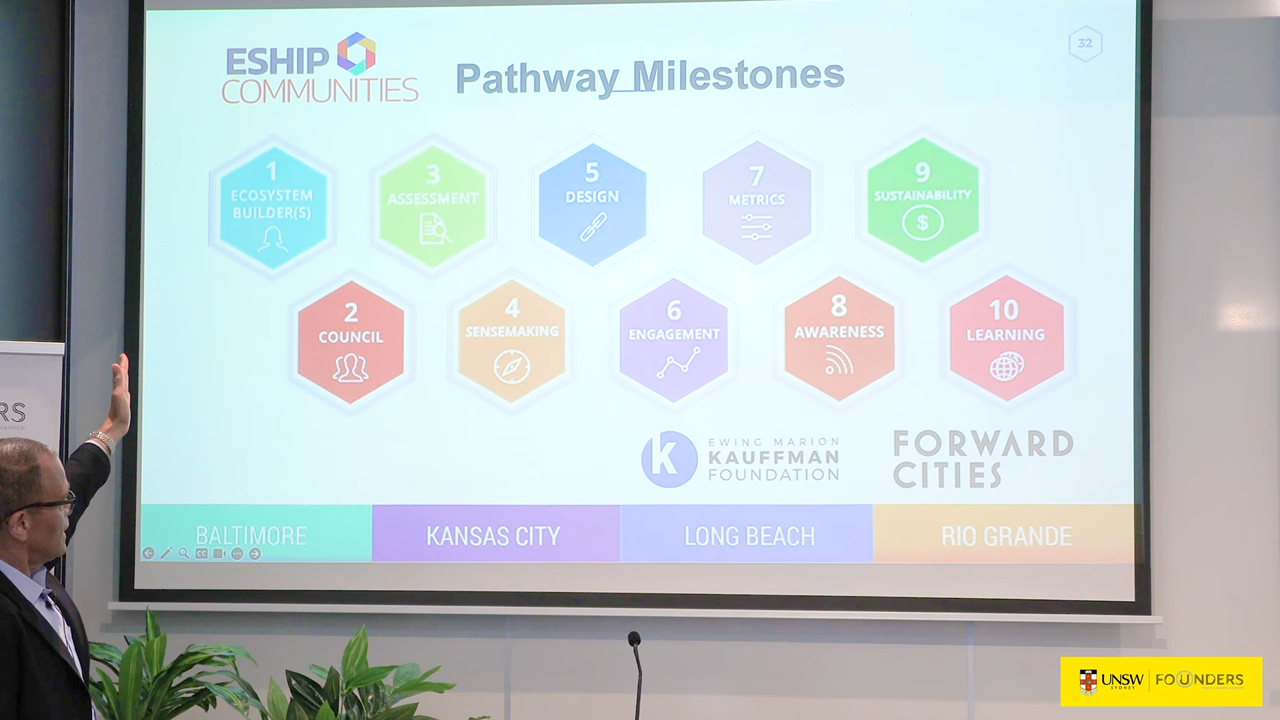 ESHIP
COMMUNITIES
Pathway Milestones
32
1
ECOSYSTEM
BUILDER(S)
3
ASSESSMENT
5
DESIGN
7
METRICS
9
SUSTAINABILITY
$
2
COUNCIL
4
SENSEMAKING
6
ENGAGEMENT
8
AWARENESS
10
LEARNING
K
EWING MARION
KAUFFMAN
FOUNDATION
FORWARD
CITIES
BALTIMORE
KANSAS CITY
LONG BEACH
RIO GRANDE
CC
RS
UNSW
SYDNEY
FOUNDERS